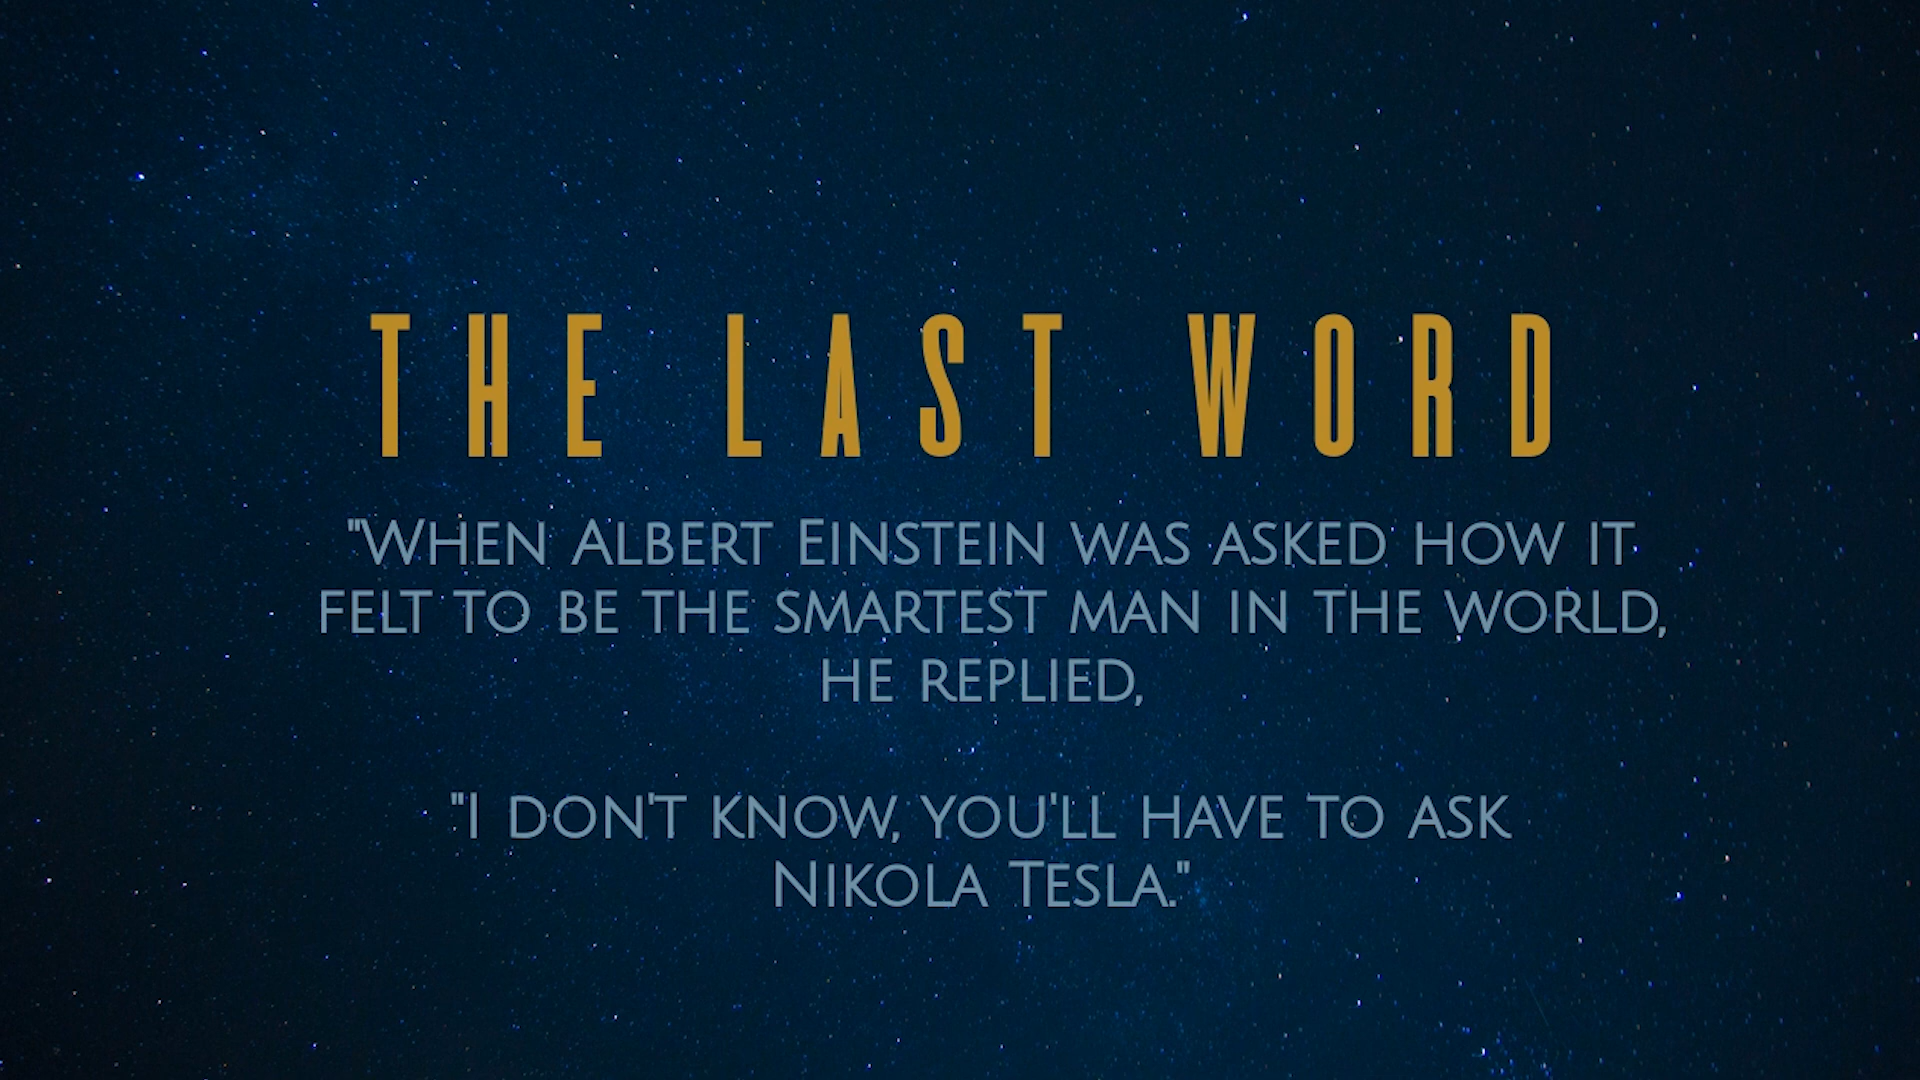 THE LAST WORD
"When Albert Einstein was asked how it
felt to be the smartest man in the world,
he replied,
"I don't know, you'll have to ask
Nikola Tesla."